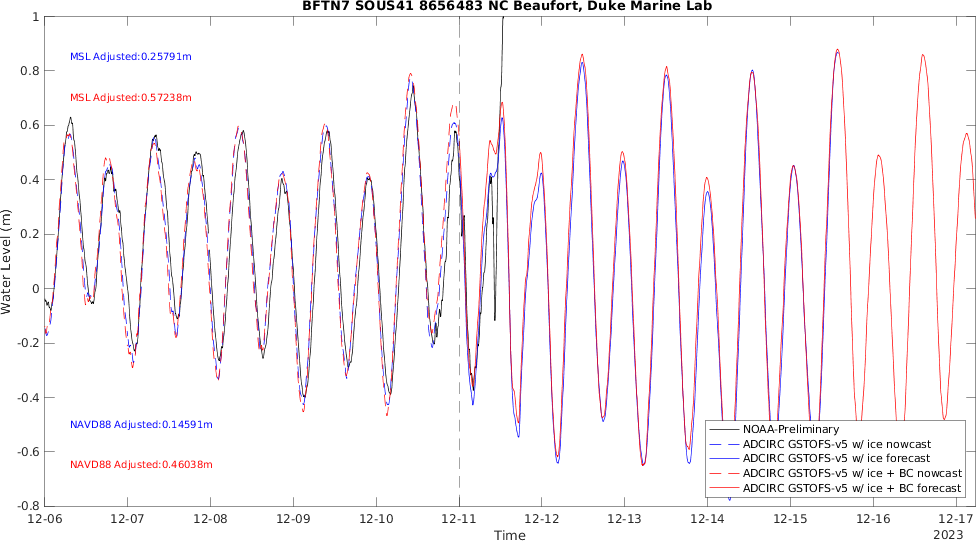 BFTN7 SOUS41 8656483 NC Beaufort, Duke Marine Lab
MSL Adjusted:0.25791m
MSL Adjusted:0.57238m
NAVD88 Adjusted:0.14591m
NAVD88 Adjusted:0.46038m
Water Level (m)
1
0.8
0.6
0.4
0.2
0
-0.2
-0.4
-0.6
-0.8
NOAA-Preliminary
ADCIRC GSTOFS-v5 w/ ice nowcast
ADCIRC GSTOFS-v5 w/ ice forecast
ADCIRC GSTOFS-v5 w/ ice + BC nowcast
ADCIRC GSTOFS-v5 w/ ice + BC forecast
12-06 12-07 12-08 12-09 12-10 12-11 12-12 12-13 12-14 12-15 12-16 12-17
Time
2023